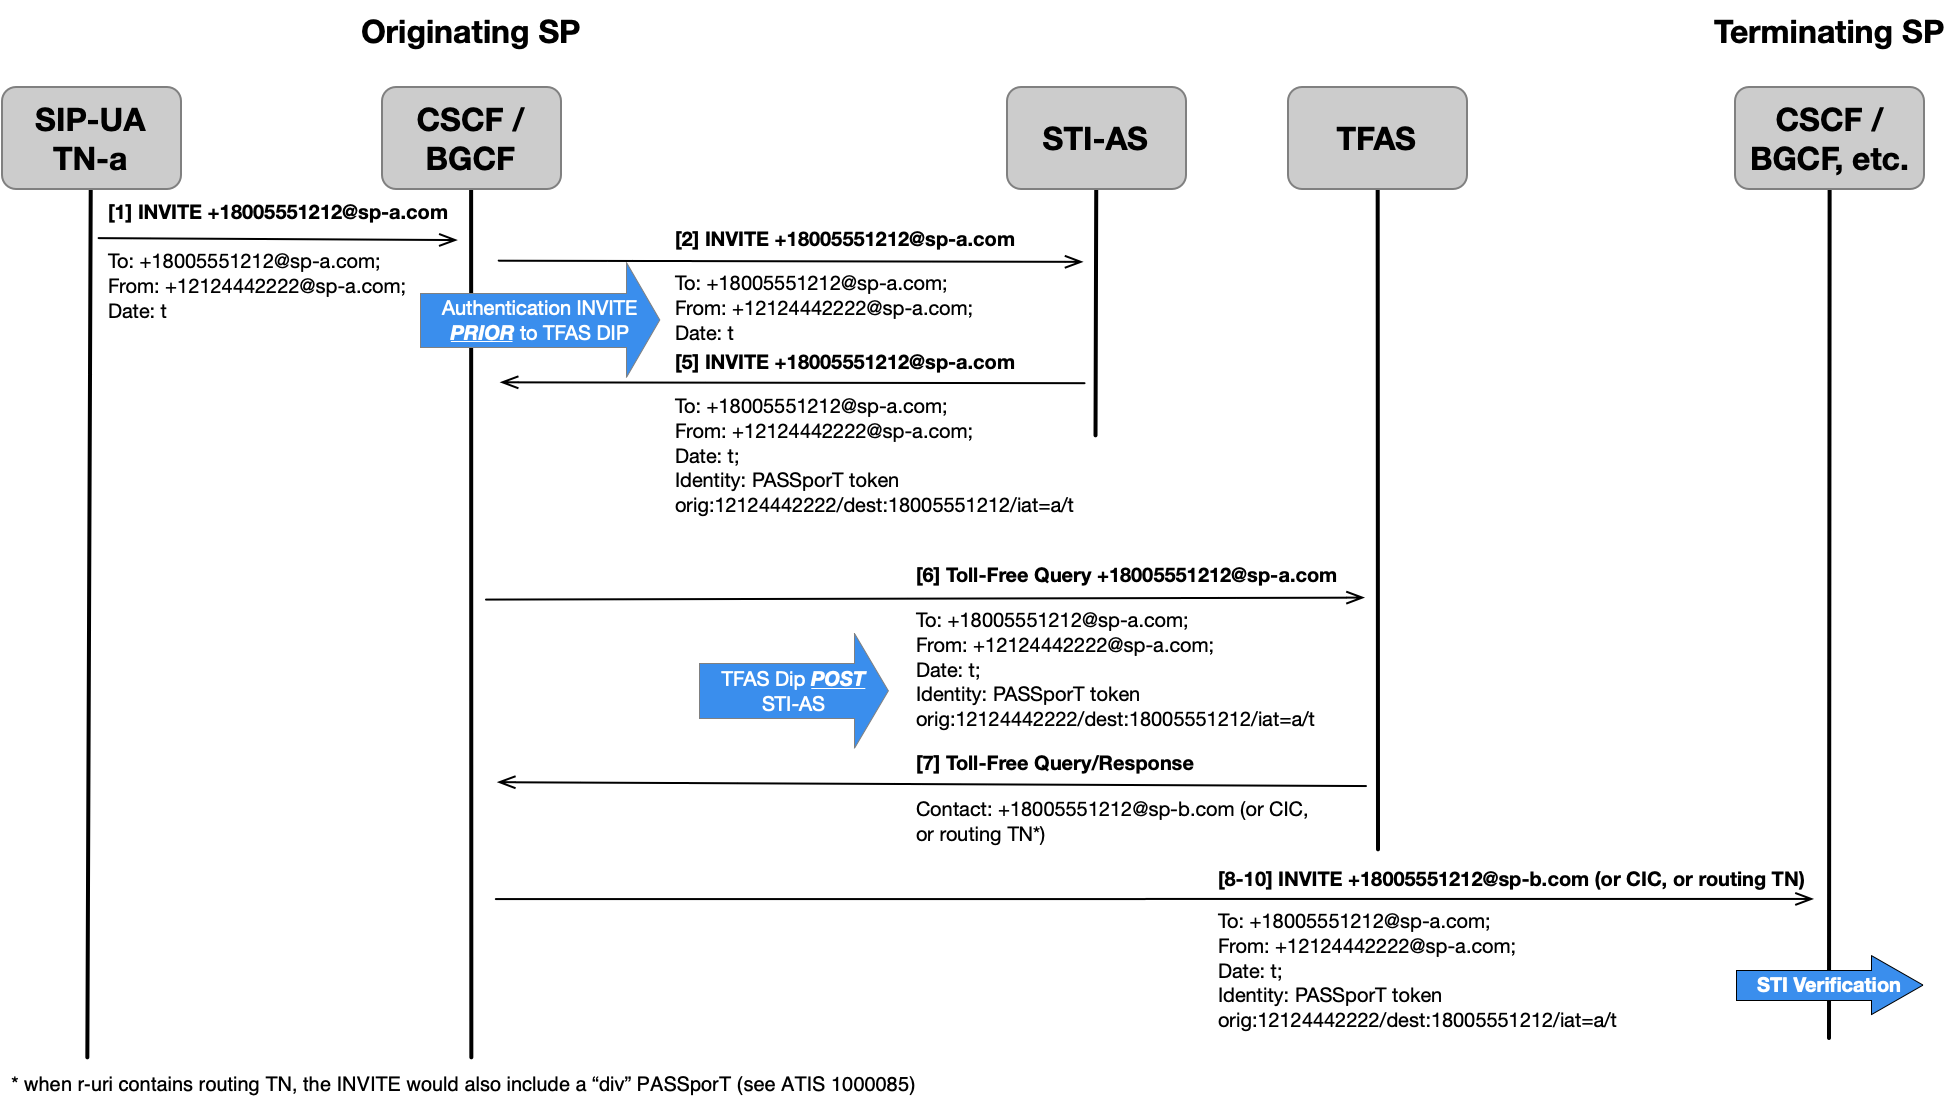 Originating SP
Terminating SP
SIP-UA
TN-a
CSCF /
BGCF
STI-AS
TFAS
CSCF /
BGCF, etc.
[1] INVITE +18005551212@sp-a.com
To: +18005551212@sp-a.com;
From: +12124442222@sp-a.com;
Date: t
[2] INVITE +18005551212@sp-a.com
To: +18005551212@sp-a.com;
From: +12124442222@sp-a.com;
Date: t
Authentication INVITE
PRIOR to TFAS DIP
[5] INVITE +18005551212@sp-a.com
To: +18005551212@sp-a.com;
From: +12124442222@sp-a.com;
Date: t;
Identity: PASSporT token
orig:12124442222/dest:18005551212/iat=a/t
[6] Toll-Free Query +18005551212@sp-a.com
To: +18005551212@sp-a.com;
From: +12124442222@sp-a.com;
Date: t;
Identity: PASSporT token
orig:12124442222/dest:18005551212/iat=a/t
TFAS Dip POST
STI-AS
[7] Toll-Free Query/Response
Contact: +18005551212@sp-b.com (or CIC,
or routing TN*)
[8-10] INVITE +18005551212@sp-b.com (or CIC, or routing TN)
To: +18005551212@sp-a.com;
From: +12124442222@sp-a.com;
Date: t;
Identity: PASSporT token
orig:12124442222/dest:18005551212/iat=a/t
STI Verification
* when r-uri contains routing TN, the INVITE would also include a “div” PASSporT (see ATIS 1000085)